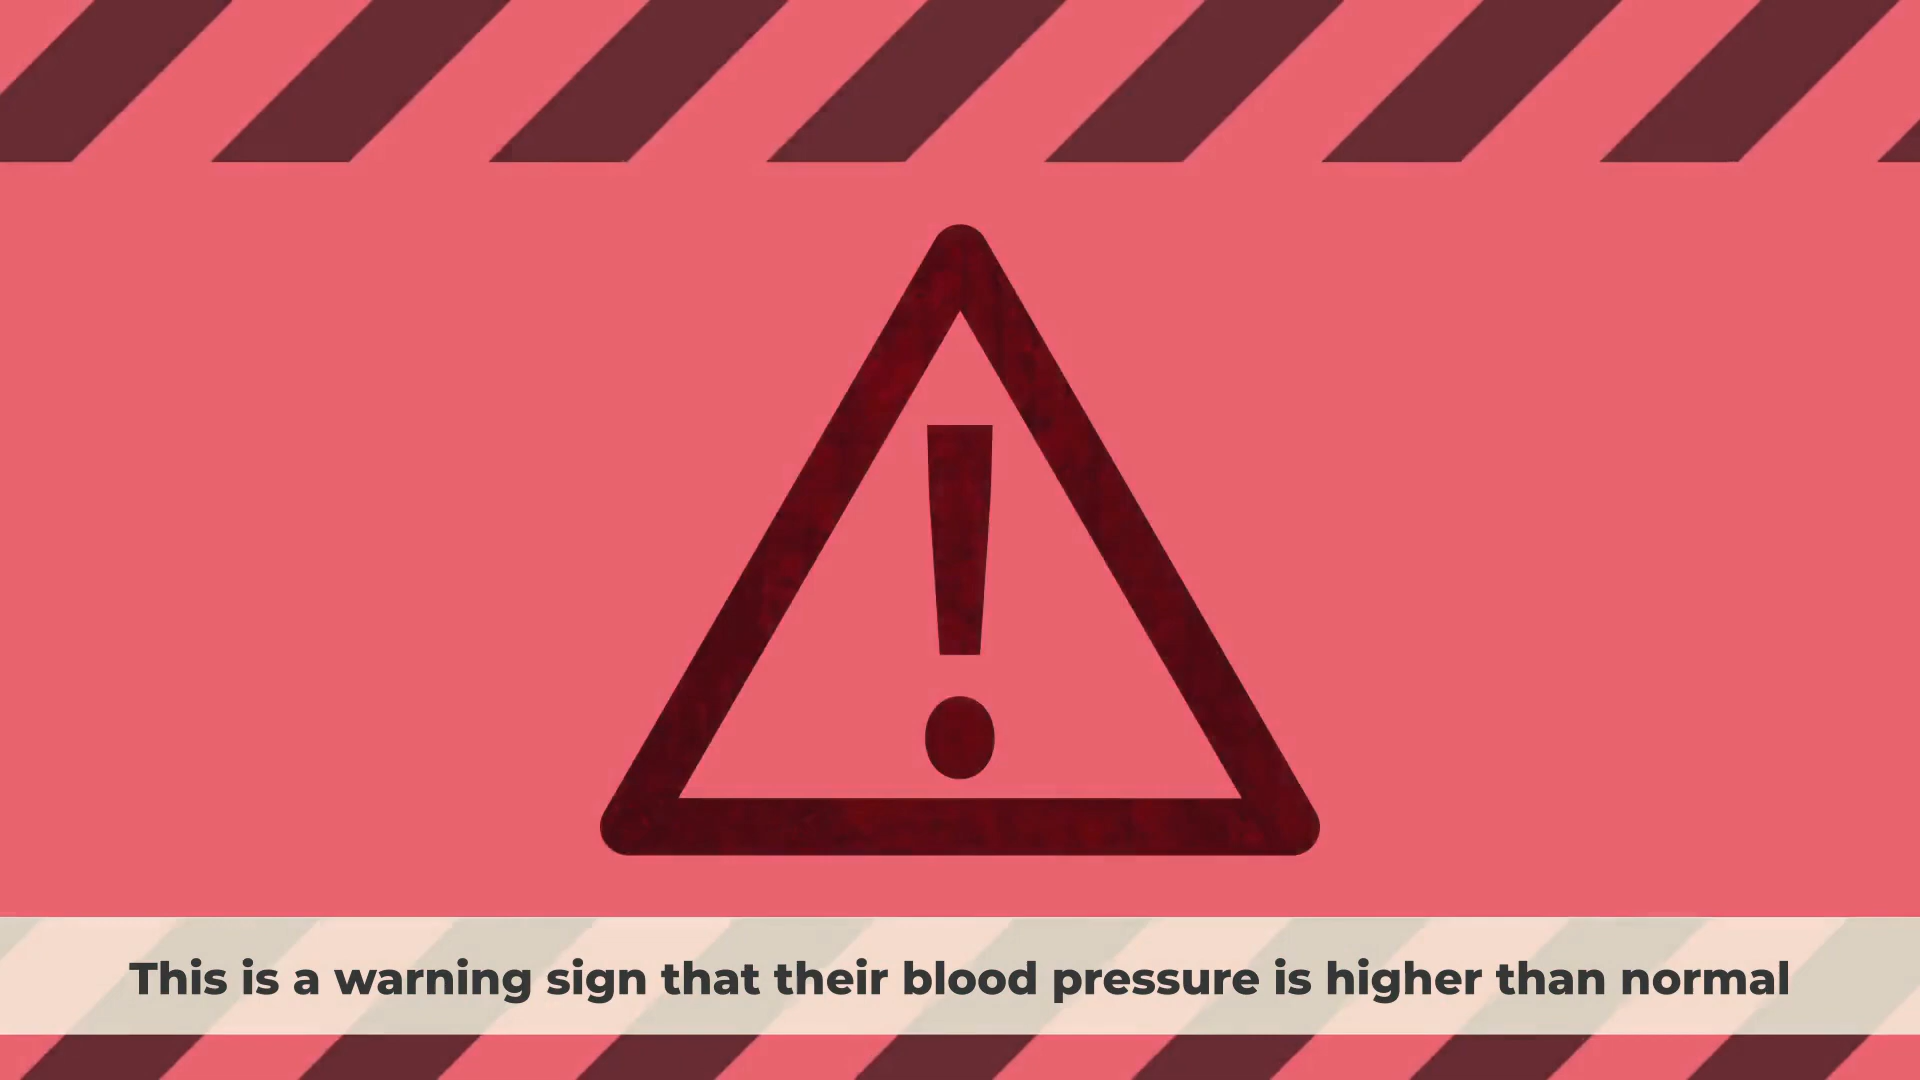 This is a warning sign that their blood pressure is higher than normal